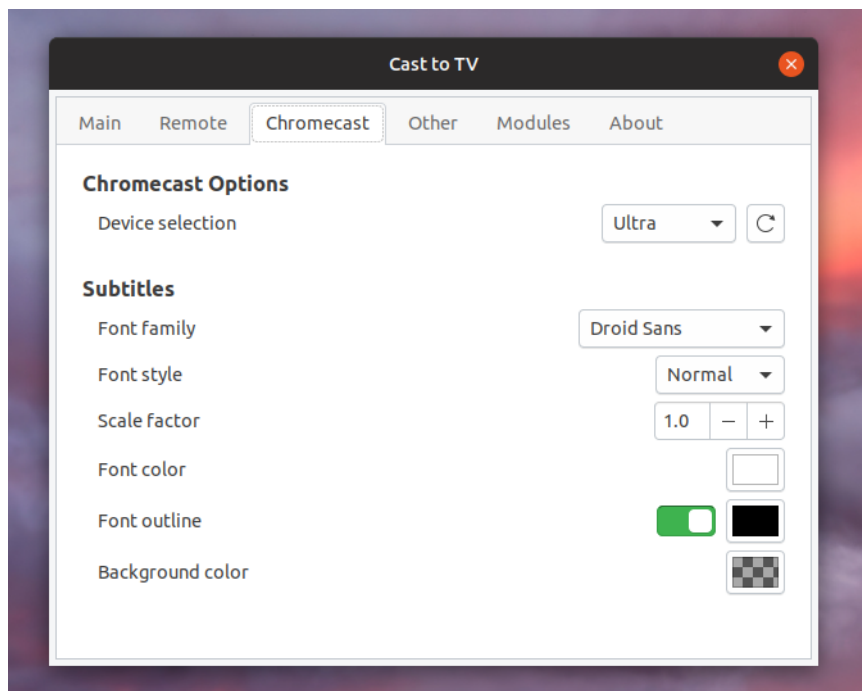 Cast to TV
Main Remote Chromecast Other Modules About
Chromecast Options
Device selection Ultra
Subtitles
Font family Droid Sans
Font style Normal
Scale factor 1.0 − +
Font color
Font outline
Background color